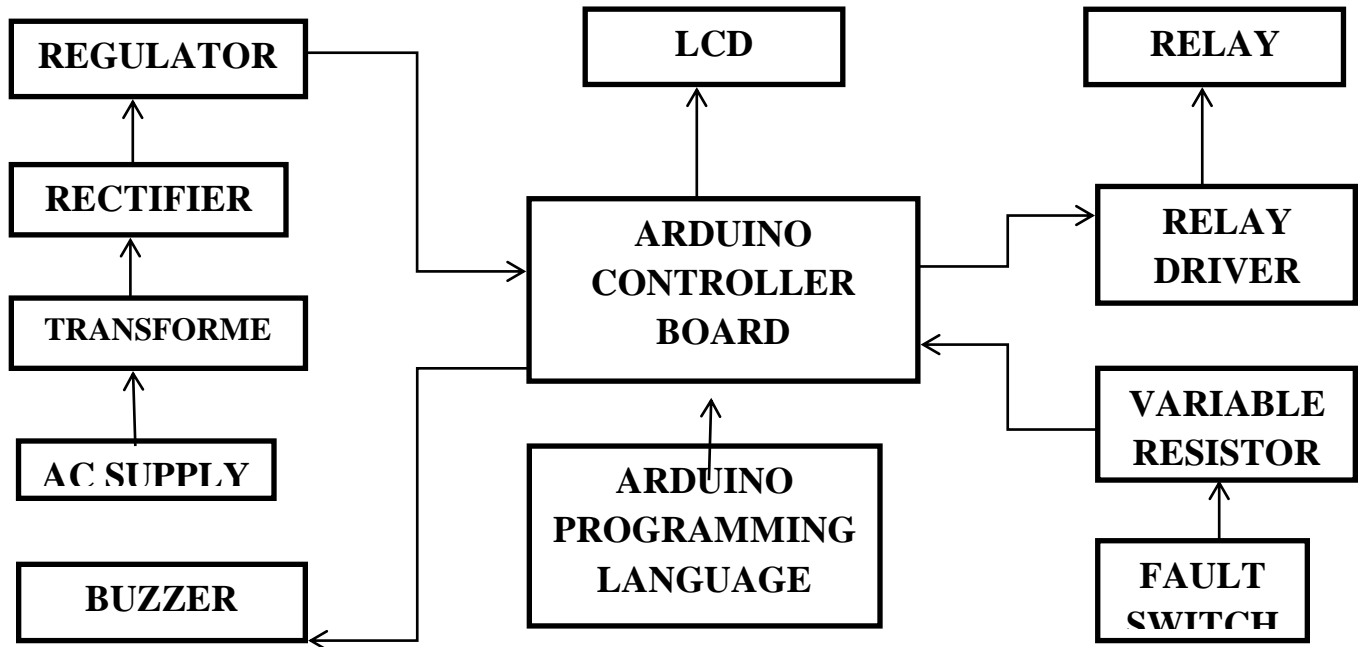 REGULATOR
LCD
RELAY
RECTIFIER
ARDUINO
CONTROLLER
BOARD
RELAY
DRIVER
TRANSFORME
VARIABLE
RESISTOR
AC SUPPLY
ARDUINO
PROGRAMMING
LANGUAGE
BUZZER
FAULT
SWITCH